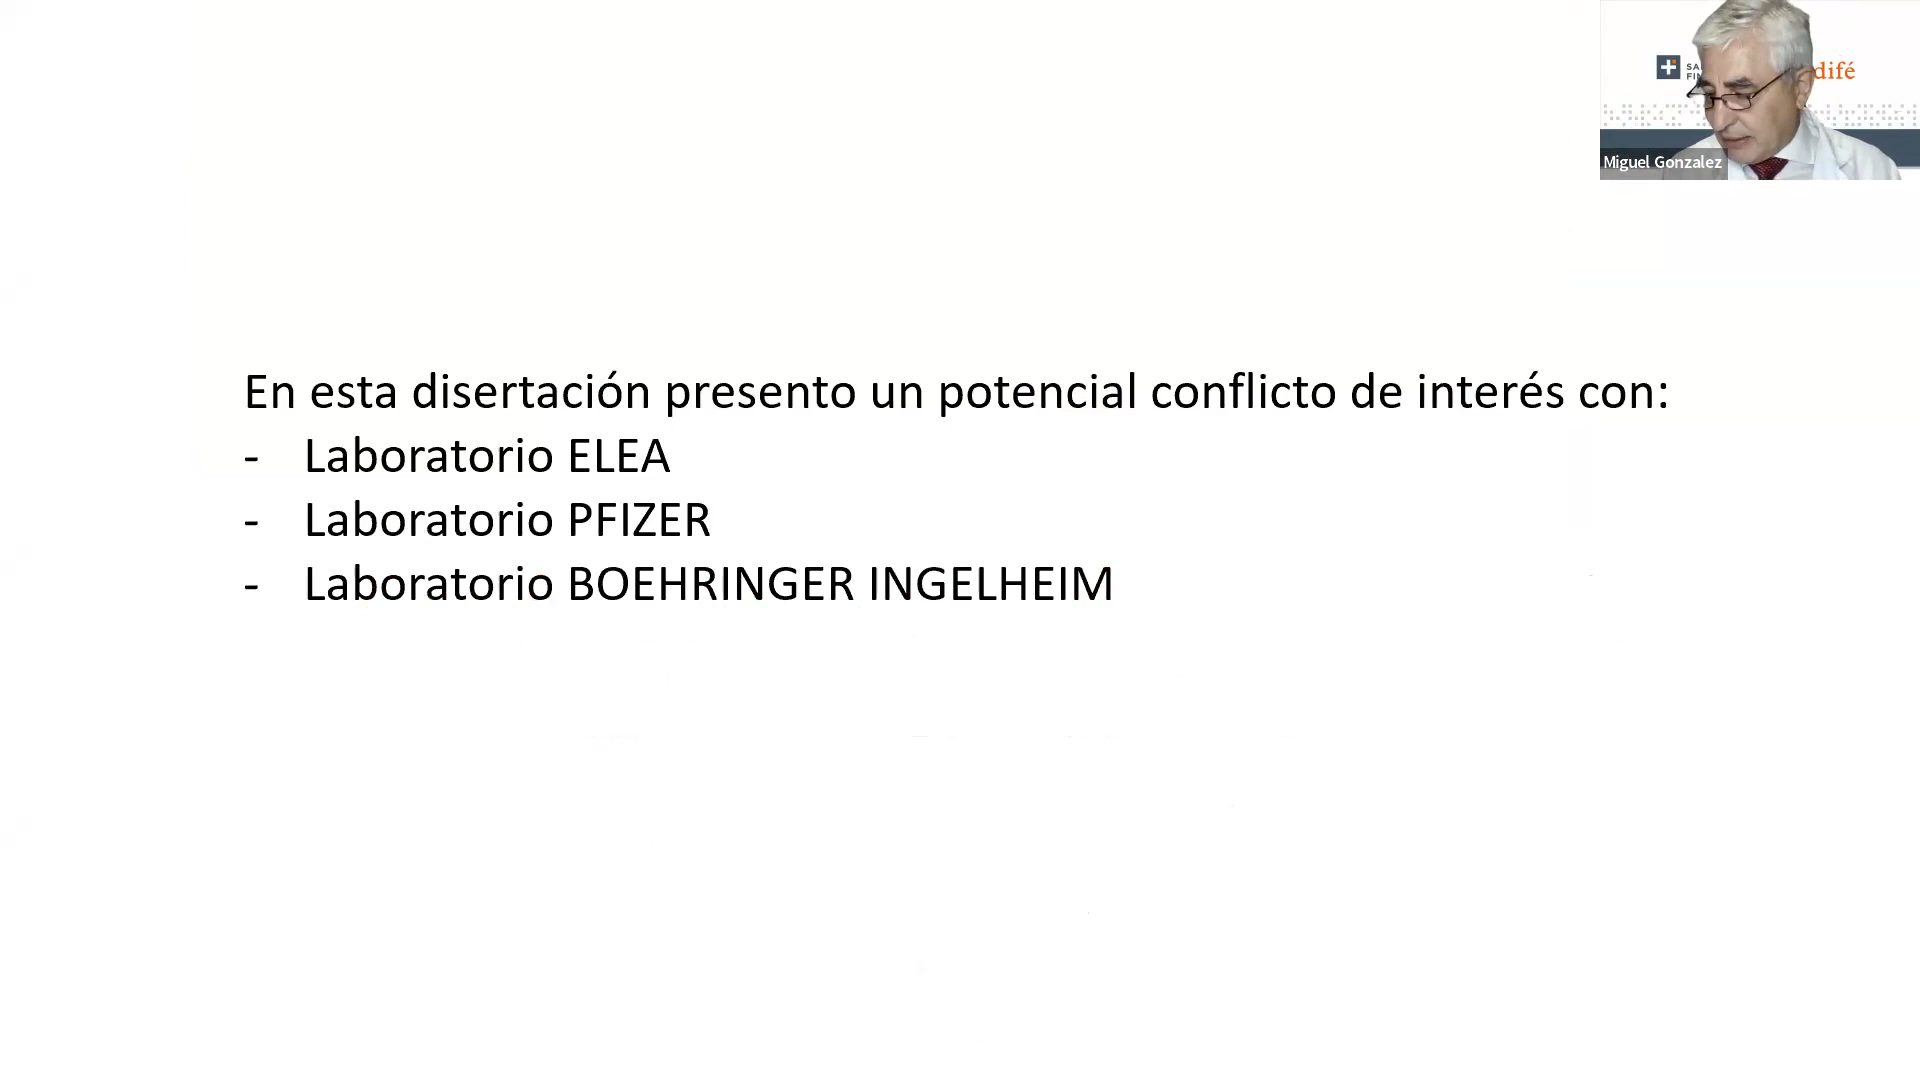 difé
Miguel Gonzalez
En esta disertación presento un potencial conflicto de interés con:
- Laboratorio ELEA
- Laboratorio PFIZER
- Laboratorio BOEHRINGER INGELHEIM